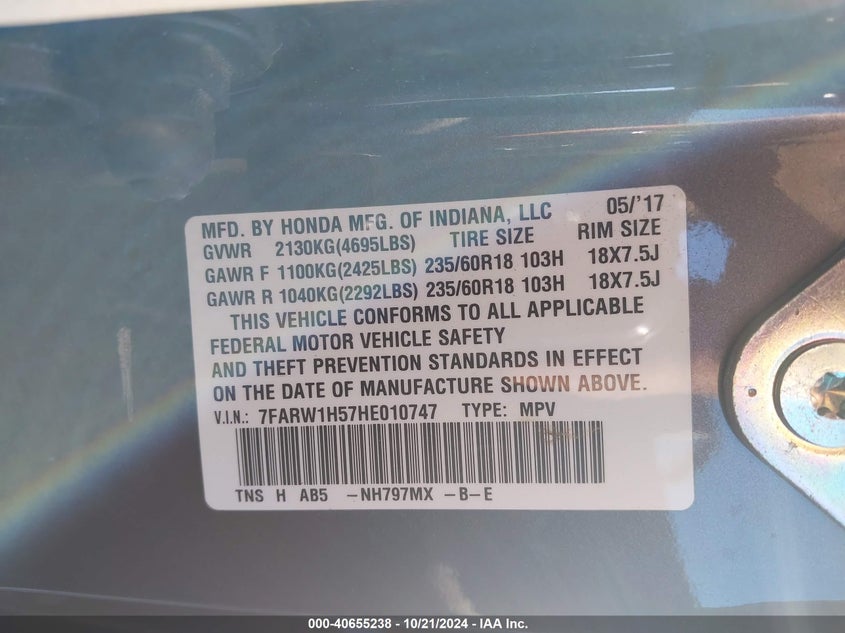 MFD. BY HONDA MFG. OF INDIANA, LLC 05/'17
GVWR 2130KG(4695LBS) TIRE SIZE RIM SIZE
GAWR F 1100KG(2425LBS) 235/60R18 103H 18X7.5J
GAWR R 1040KG(2292LBS) 235/60R18 103H 18X7.5J
THIS VEHICLE CONFORMS TO ALL APPLICABLE
FEDERAL MOTOR VEHICLE SAFETY
AND THEFT PREVENTION STANDARDS IN EFFECT
ON THE DATE OF MANUFACTURE SHOWN ABOVE.
V.I.N.: 7FARW1H57HE010747 TYPE: MPV
TNS H AB5 -NH797MX -B-E
000-40655238 - 10/21/2024 - IAA Inc.